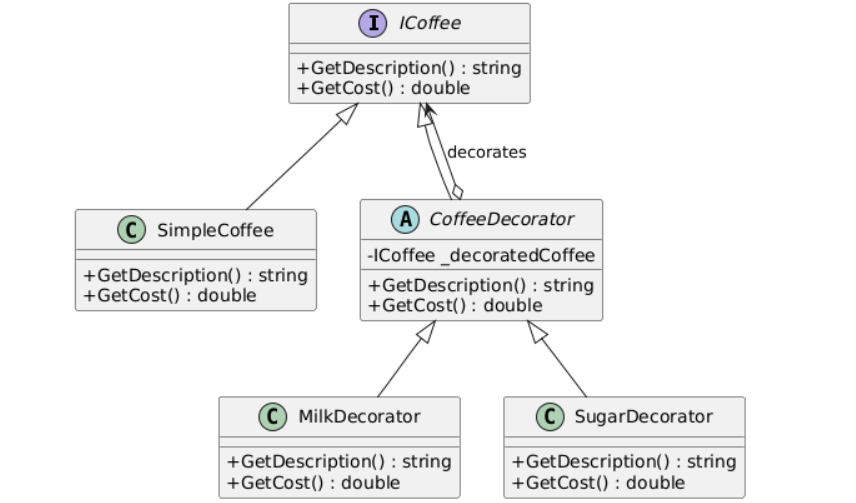 I ICoffee
+GetDescription() : string
+GetCost() : double
decorates
C SimpleCoffee
+GetDescription() : string
+GetCost() : double
A CoffeeDecorator
-ICoffee _decoratedCoffee
+GetDescription() : string
+GetCost() : double
C MilkDecorator
+GetDescription() : string
+GetCost() : double
C SugarDecorator
+GetDescription() : string
+GetCost() : double